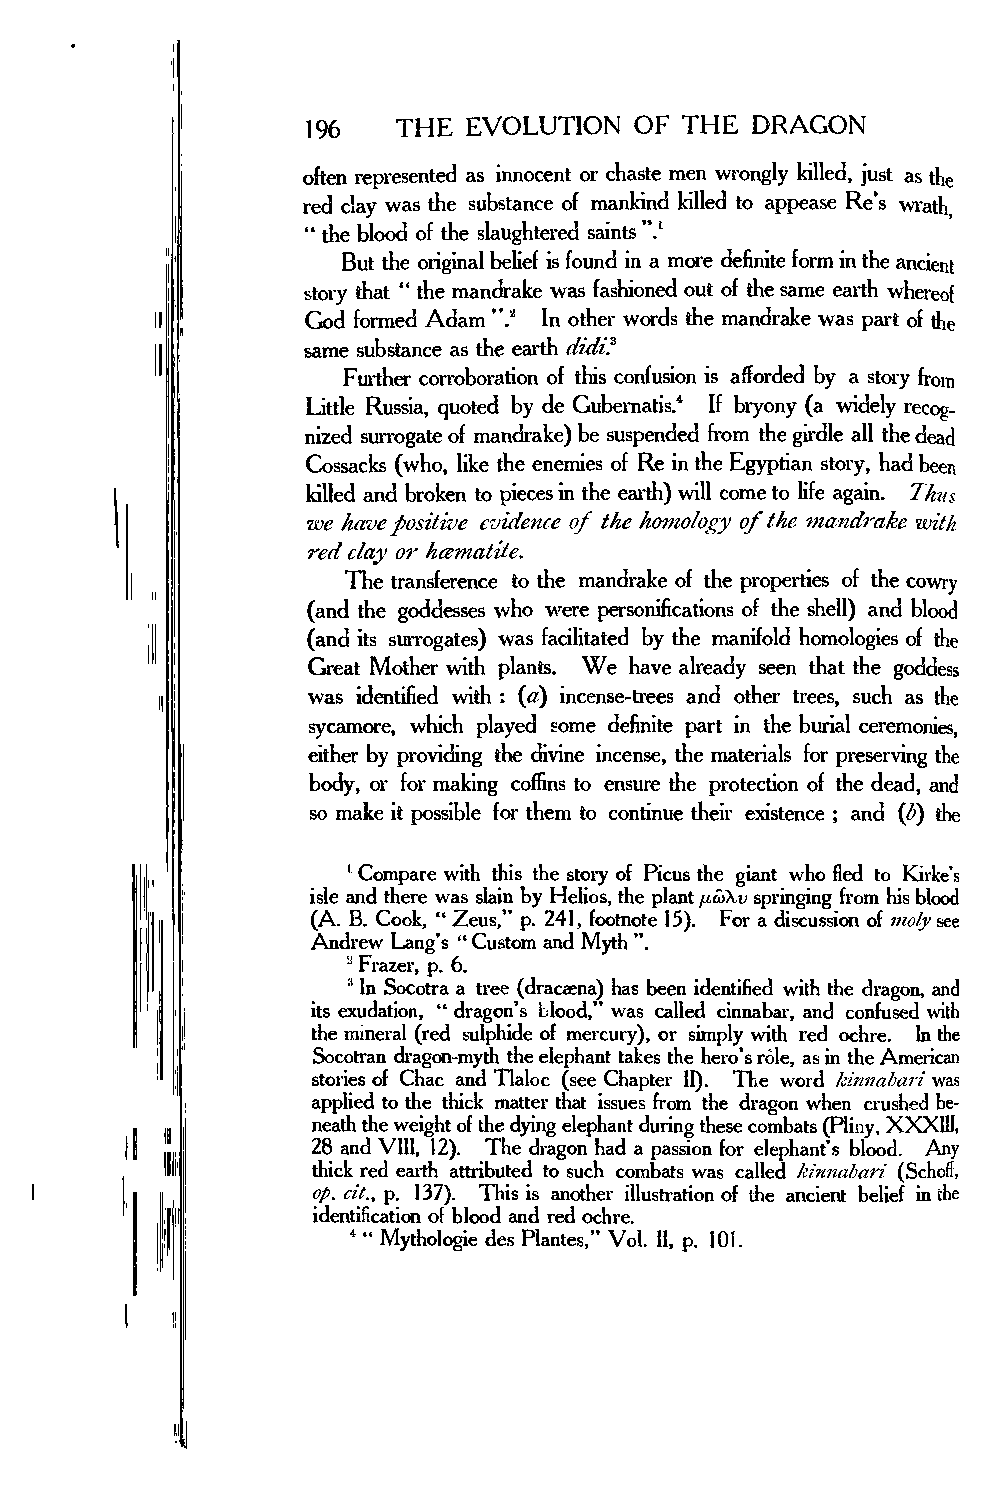 196 THE EVOLUTION OF THE DRAGON
often represented as innocent or chaste men wrongly killed, just as the
red clay was the substance of mankind killed to appease Re's wrath,
“ the blood of the slaughtered saints ”.¹
But the original belief is found in a more definite form in the ancient
story that “ the mandrake was fashioned out of the same earth whereof
God formed Adam ”.² In other words the mandrake was part of the
same substance as the earth didi.³
Further corroboration of this confusion is afforded by a story from
Little Russia, quoted by de Gubernatis.⁴ If bryony (a widely recog-
nized surrogate of mandrake) be suspended from the girdle all the dead
Cossacks (who, like the enemies of Re in the Egyptian story, had been
killed and broken to pieces in the earth) will come to life again. Thus
we have positive evidence of the homology of the mandrake with
red clay or hæmatite.
The transference to the mandrake of the properties of the cowry
(and the goddesses who were personifications of the shell) and blood
(and its surrogates) was facilitated by the manifold homologies of the
Great Mother with plants. We have already seen that the goddess
was identified with : (a) incense-trees and other trees, such as the
sycamore, which played some definite part in the burial ceremonies,
either by providing the divine incense, the materials for preserving the
body, or for making coffins to ensure the protection of the dead, and
so make it possible for them to continue their existence ; and (b) the
¹ Compare with this the story of Picus the giant who fled to Kirke's
isle and there was slain by Helios, the plant μῶλυ springing from his blood
(A. B. Cook, “ Zeus,” p. 241, footnote 15). For a discussion of moly see
Andrew Lang's “ Custom and Myth ”.
² Frazer, p. 6.
³ In Socotra a tree (dracæna) has been identified with the dragon, and
its exudation, “ dragon's blood,” was called cinnabar, and confused with
the mineral (red sulphide of mercury), or simply with red ochre. In the
Socotran dragon-myth the elephant takes the hero's rôle, as in the American
stories of Chac and Tlaloc (see Chapter II). The word kinnabari was
applied to the thick matter that issues from the dragon when crushed be-
neath the weight of the dying elephant during these combats (Pliny, XXXIII,
28 and VIII, 12). The dragon had a passion for elephant's blood. Any
thick red earth attributed to such combats was called kinnabari (Schoff,
op. cit., p. 137). This is another illustration of the ancient belief in the
identification of blood and red ochre.
⁴ “ Mythologie des Plantes,” Vol. II, p. 101.